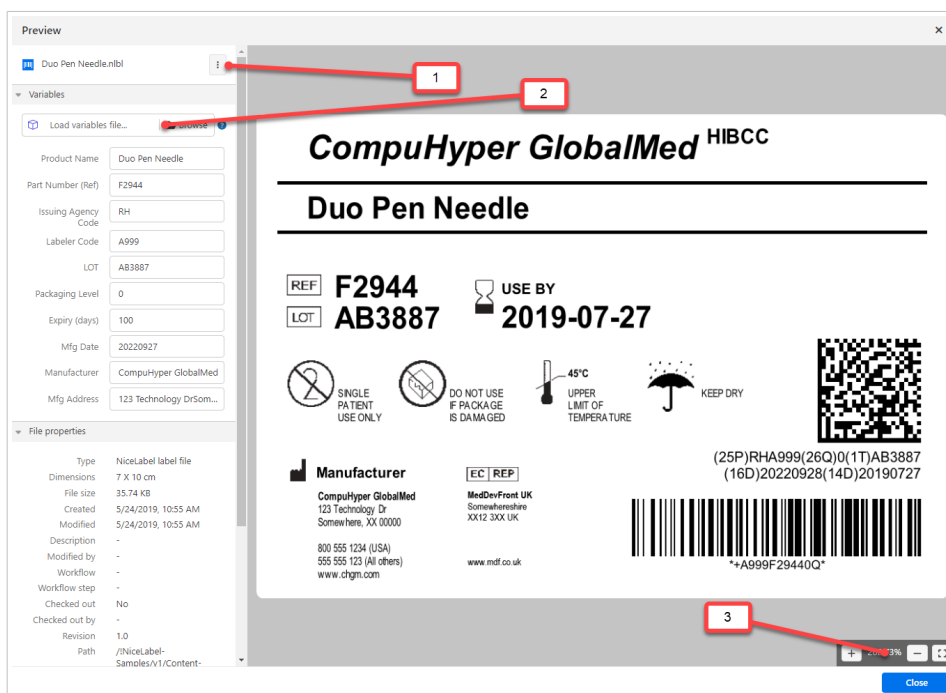 Preview
×
Duo Pen Needle.nlbl
1
Variables
2
Load variables file...
Browse
?
Product Name Duo Pen Needle
Part Number (Ref) F2944
Issuing Agency
Code
RH
Labeler Code A999
LOT AB3887
Packaging Level 0
Expiry (days) 100
Mfg Date 20220927
Manufacturer CompuHyper GlobalMed
Mfg Address 123 Technology DrSom...
File properties
Type NiceLabel label file
Dimensions 7 X 10 cm
File size 35.74 KB
Created 5/24/2019, 10:55 AM
Modified 5/24/2019, 10:55 AM
Description -
Modified by -
Workflow -
Workflow step -
Checked out No
Checked out by -
Revision 1.0
Path /!NiceLabel-
Samples/v1/Content-
CompuHyper GlobalMed HIBCC
Duo Pen Needle
REF F2944
LOT AB3887
USE BY
2019-07-27
2
SINGLE
PATIENT
USE ONLY
DO NOT USE
IF PACKAGE
IS DAMAGED
45°C
UPPER
LIMIT OF
TEMPERATURE
KEEP DRY
(25P)RHA999(26Q)0(1T)AB3887
(16D)20220928(14D)20190727
Manufacturer
CompuHyper GlobalMed
123 Technology Dr
Somewhere, XX 00000
800 555 1234 (USA)
555 555 123 (All others)
www.chgm.com
EC REP
MedDevFront UK
Somewhereshire
XX12 3XX UK
www.mdf.co.uk
*+A999F29440Q*
3
+
−
Close